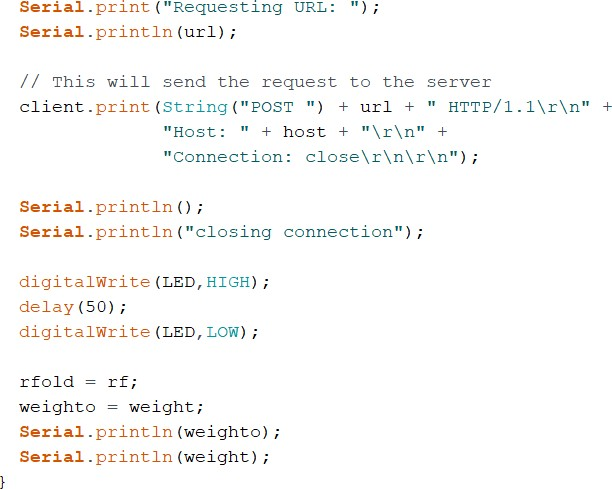 Serial.print("Requesting URL: ");
Serial.println(url);
// This will send the request to the server
client.print(String("POST ") + url + " HTTP/1.1\r\n" +
"Host: " + host + "\r\n" +
"Connection: close\r\n\r\n");
Serial.println();
Serial.println("closing connection");
digitalWrite(LED,HIGH);
delay(50);
digitalWrite(LED,LOW);
rfold = rf;
weighto = weight;
Serial.println(weighto);
Serial.println(weight);
}